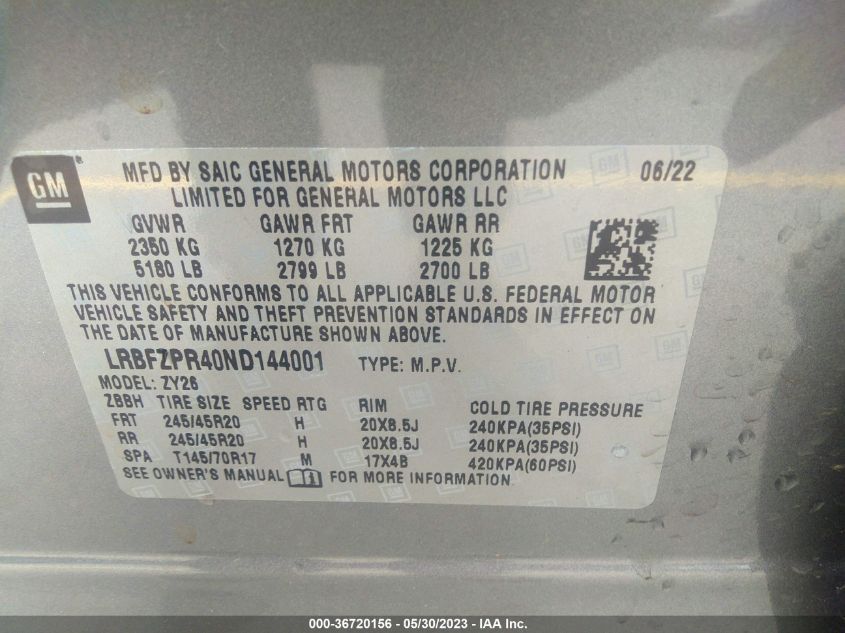 GM
MFD BY SAIC GENERAL MOTORS CORPORATION 06/22
LIMITED FOR GENERAL MOTORS LLC
GVWR GAWR FRT GAWR RR
2350 KG 1270 KG 1225 KG
5180 LB 2799 LB 2700 LB
THIS VEHICLE CONFORMS TO ALL APPLICABLE U.S. FEDERAL MOTOR
VEHICLE SAFETY AND THEFT PREVENTION STANDARDS IN EFFECT ON
THE DATE OF MANUFACTURE SHOWN ABOVE.
LRBFZPR40ND144001 TYPE: M.P.V.
MODEL: ZY26
ZBBH TIRE SIZE SPEED RTG RIM COLD TIRE PRESSURE
FRT 245/45R20 H 20X8.5J 240KPA(35PSI)
RR 245/45R20 H 20X8.5J 240KPA(35PSI)
SPA T145/70R17 M 17X4B 420KPA(60PSI)
SEE OWNER'S MANUAL FOR MORE INFORMATION
000-36720156 - 05/30/2023 - IAA Inc.